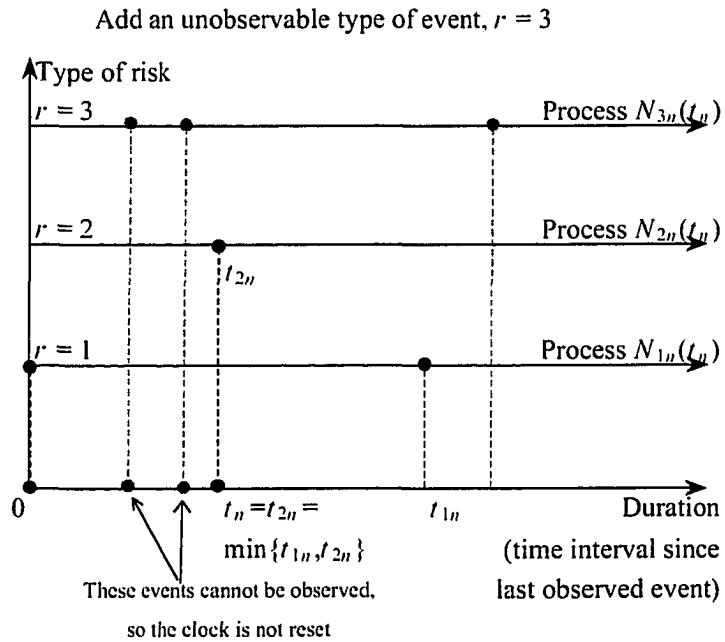 Add an unobservable type of event, r = 3
Type of risk
r = 3
Process N3n(tn)
r = 2
Process N2n(tn)
t2n
r = 1
Process N1n(tn)
0
tn = t2n =
min{t1n, t2n}
t1n
Duration
(time interval since
last observed event)
These events cannot be observed,
so the clock is not reset